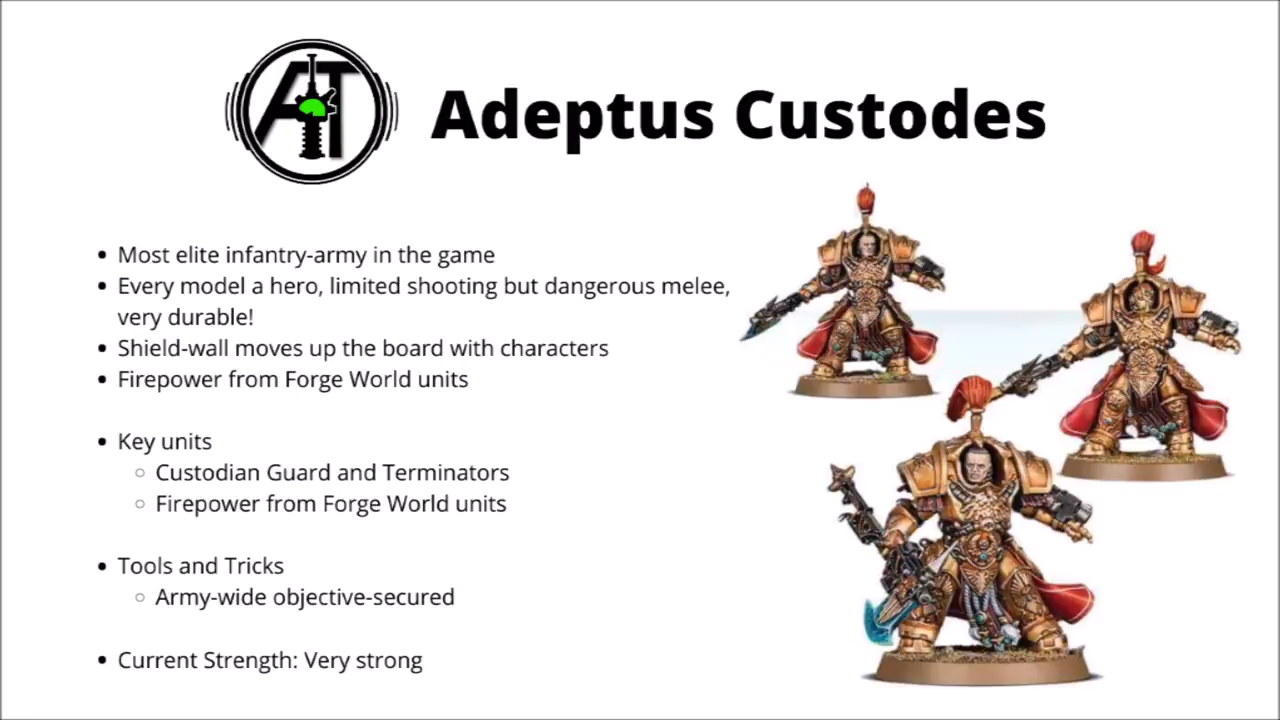 AT
Adeptus Custodes
• Most elite infantry-army in the game
• Every model a hero, limited shooting but dangerous melee,
very durable!
• Shield-wall moves up the board with characters
• Firepower from Forge World units
• Key units
○ Custodian Guard and Terminators
○ Firepower from Forge World units
• Tools and Tricks
○ Army-wide objective-secured
• Current Strength: Very strong